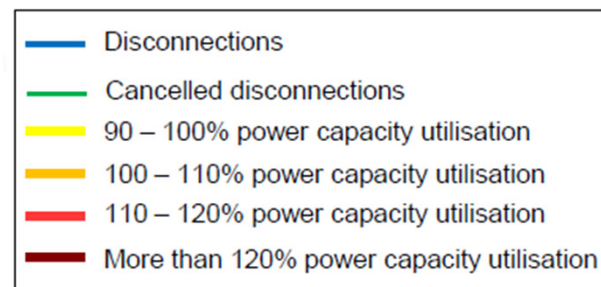 Disconnections
Cancelled disconnections
90 – 100% power capacity utilisation
100 – 110% power capacity utilisation
110 – 120% power capacity utilisation
More than 120% power capacity utilisation